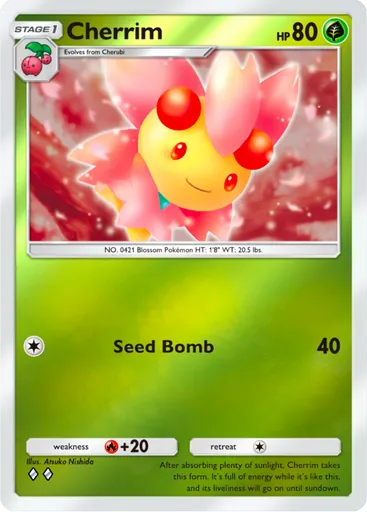 STAGE 1
Cherrim
HP 80
Evolves from Cherubi
NO. 0421 Blossom Pokémon HT: 1'8" WT: 20.5 lbs.
Seed Bomb 40
weakness +20 retreat
Illus. Atsuko Nishida
After absorbing plenty of sunlight, Cherrim takes
this form. It's full of energy while it's like this,
and its liveliness will go on until sundown.